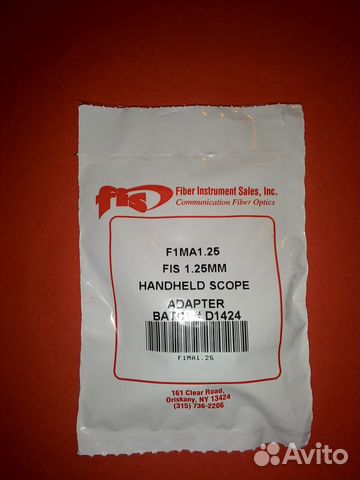 fis
Fiber Instrument Sales, Inc.
Communication Fiber Optics
F1MA1.25
FIS 1.25MM
HANDHELD SCOPE
ADAPTER
BATCH# D1424
F1MA1.25
161 Clear Road,
Oriskany, NY 13424
(315) 736-2206
Avito